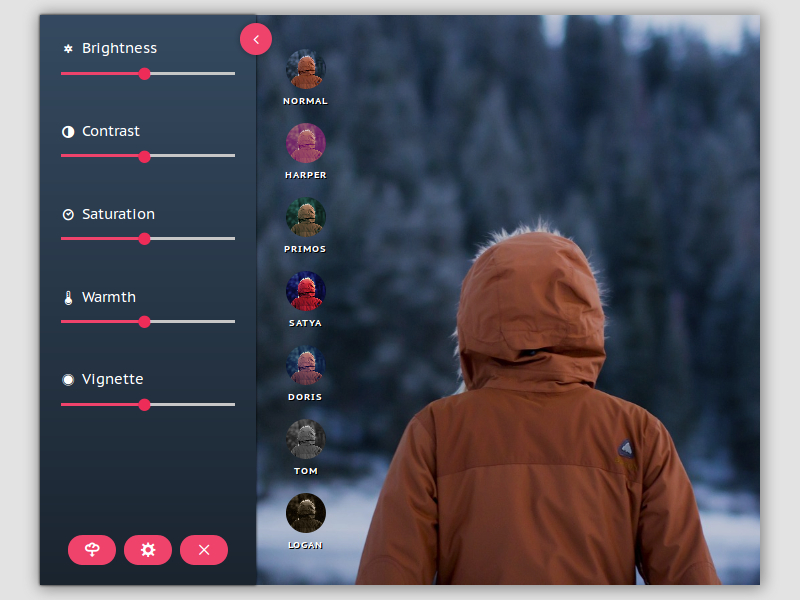 Brightness
Contrast
Saturation
Warmth
Vignette
NORMAL
HARPER
PRIMOS
SATYA
DORIS
TOM
LOGAN